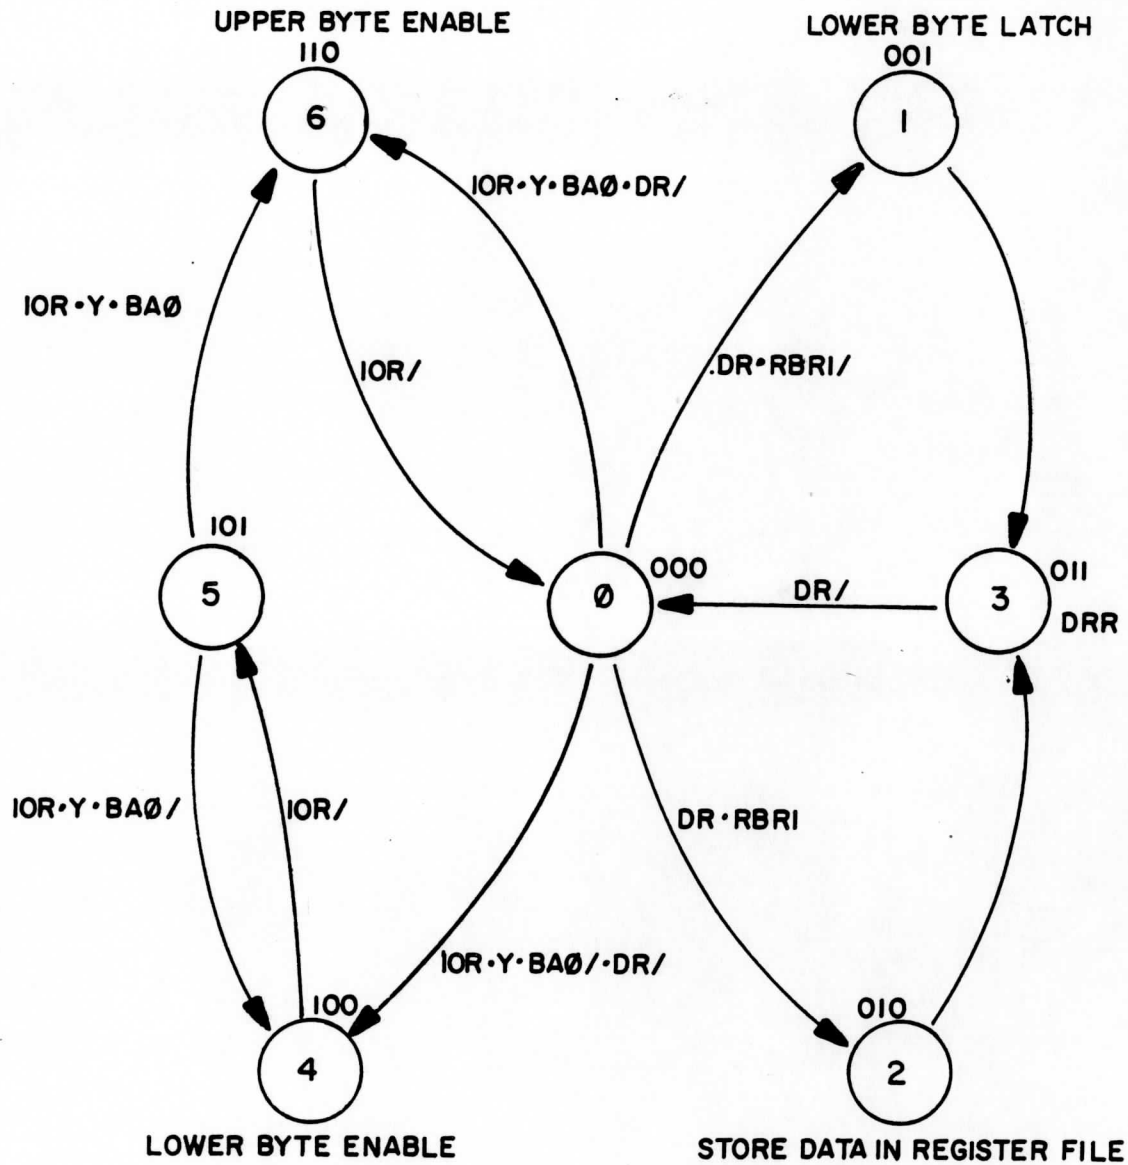 UPPER BYTE ENABLE
110
6
LOWER BYTE LATCH
001
1
IOR•Y•BAØ•DR/
IOR•Y•BAØ
IOR/
.DR•RBRI/
101
5
000
Ø
DR/
011
3
DRR
IOR•Y•BAØ/
IOR/
DR•RBRI
IOR•Y•BAØ/•DR/
100
4
010
2
LOWER BYTE ENABLE
STORE DATA IN REGISTER FILE